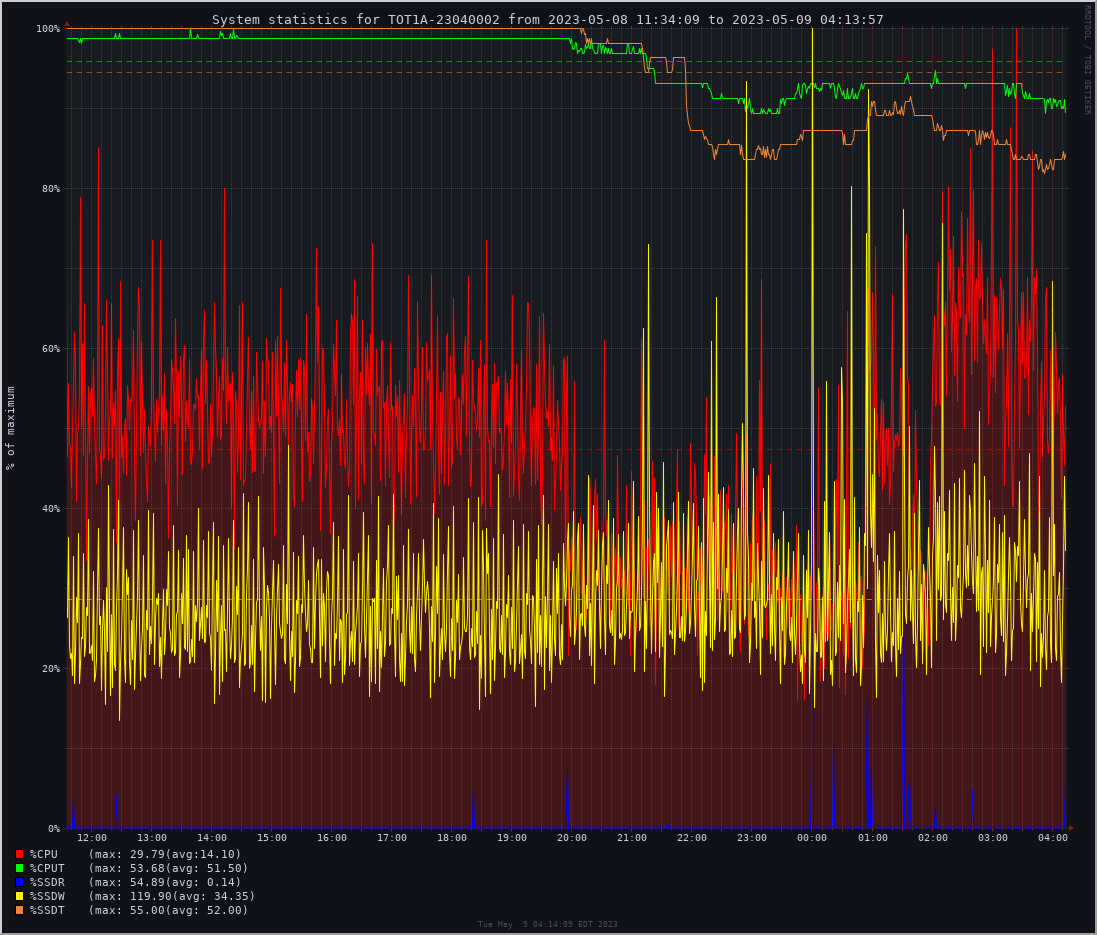 System statistics for TOT1A-23040002 from 2023-05-08 11:34:09 to 2023-05-09 04:13:57
RRDTOOL / TOBI OETIKER
% of maximum
100%
80%
60%
40%
20%
0%
12:00 13:00 14:00 15:00 16:00 17:00 18:00 19:00 20:00 21:00 22:00 23:00 00:00 01:00 02:00 03:00 04:00
%CPU (max: 29.79(avg:14.10)
%CPUT (max: 53.68(avg: 51.50)
%SSDR (max: 54.89(avg: 0.14)
%SSDW (max: 119.90(avg: 34.35)
%SSDT (max: 55.00(avg: 52.00)
Tue May 9 04:14:09 EDT 2023